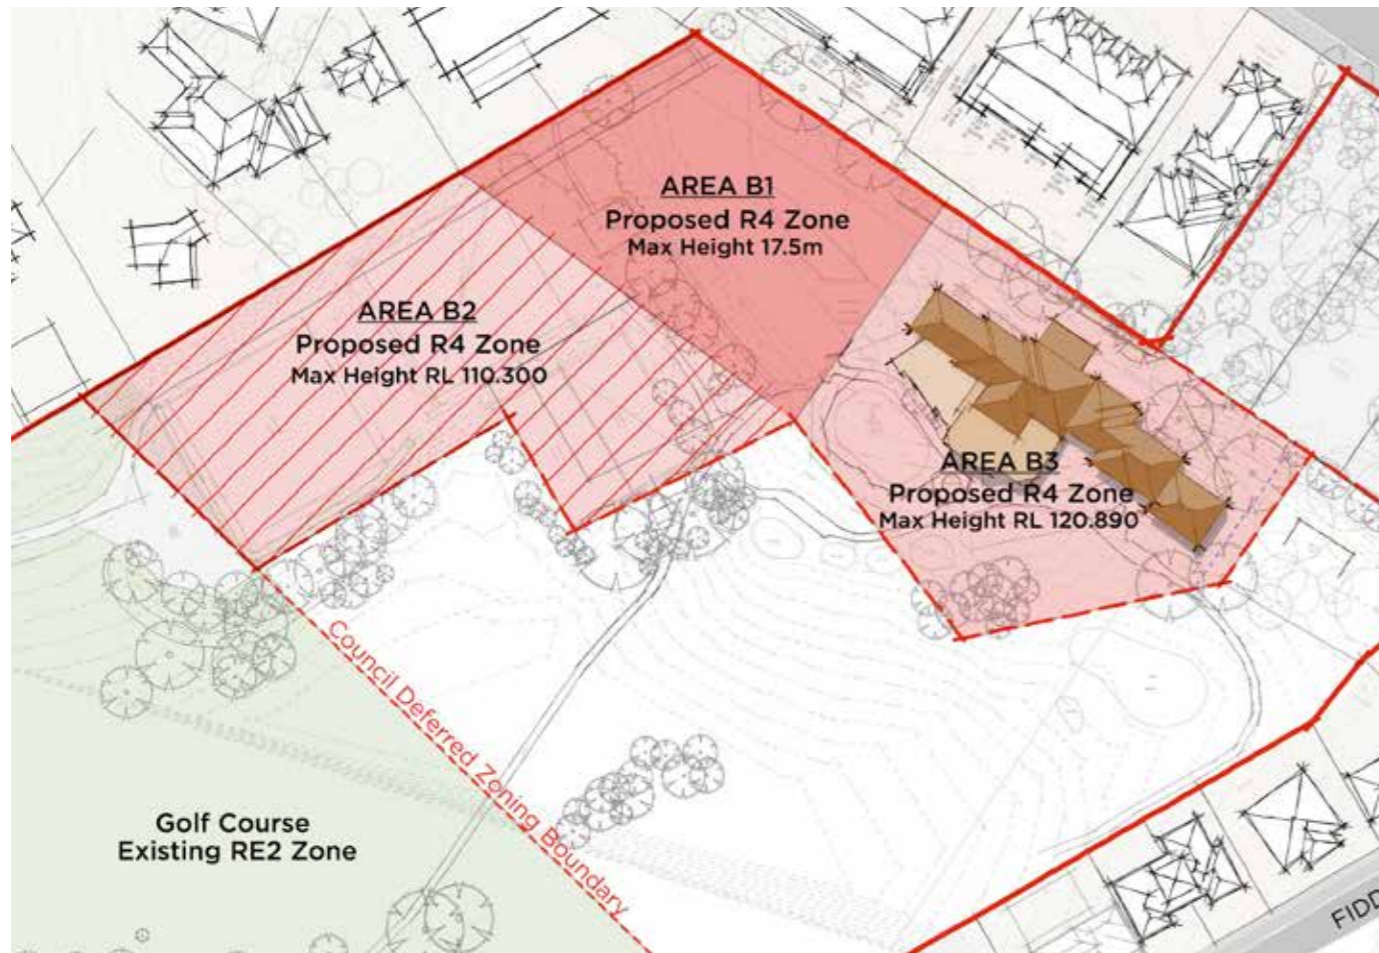 AREA B1
Proposed R4 Zone
Max Height 17.5m
AREA B2
Proposed R4 Zone
Max Height RL 110.300
AREA B3
Proposed R4 Zone
Max Height RL 120.890
Council Deferred Zoning Boundary
Golf Course
Existing RE2 Zone
FIDD